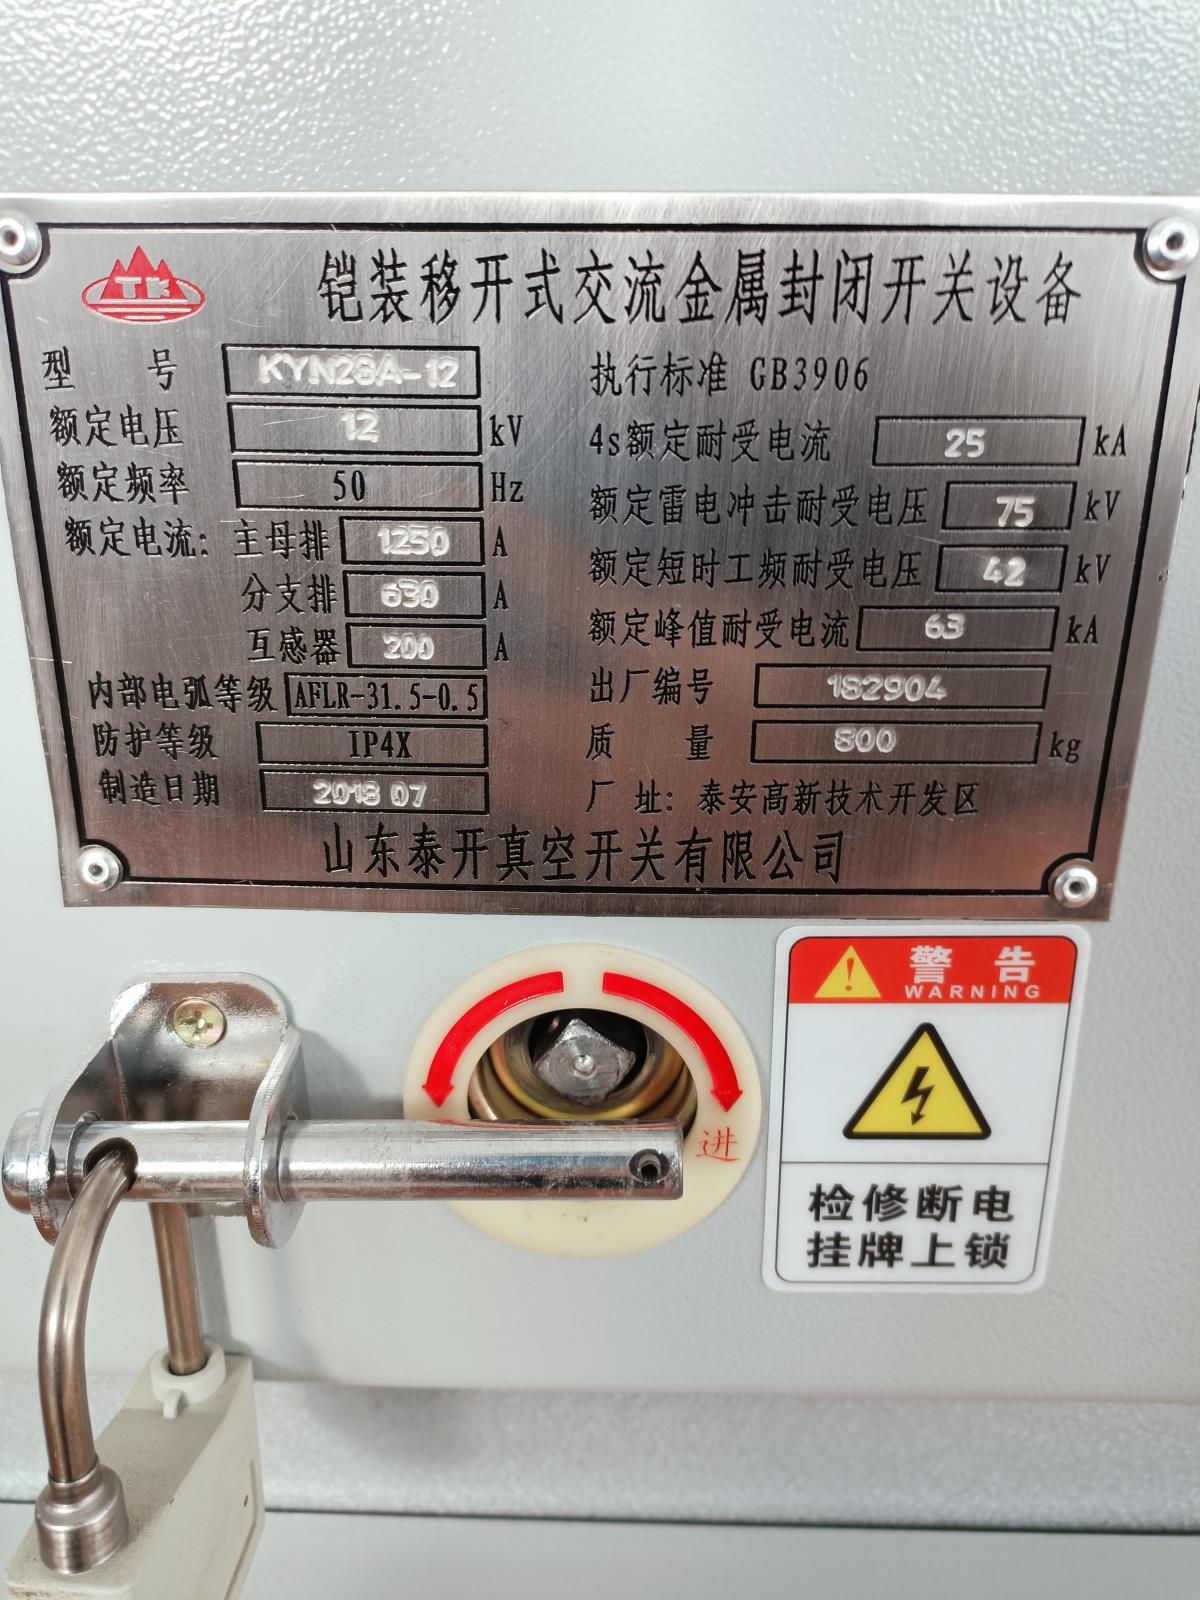 TK
铠装移开式交流金属封闭开关设备
型 号 KYN28A-12
额定电压 12 kV
额定频率 50 Hz
额定电流: 主母排 1250 A
分支排 630 A
互感器 200 A
内部电弧等级 AFLR-31.5-0.5
防护等级 IP4X
制造日期 2018 07
执行标准 GB3906
4s额定耐受电流 25 kA
额定雷电冲击耐受电压 75 kV
额定短时工频耐受电压 42 kV
额定峰值耐受电流 63 kA
出厂编号 182904
质 量 800 kg
厂 址: 泰安高新技术开发区
山东泰开真空开关有限公司
进
警告
WARNING
检修断电
挂牌上锁